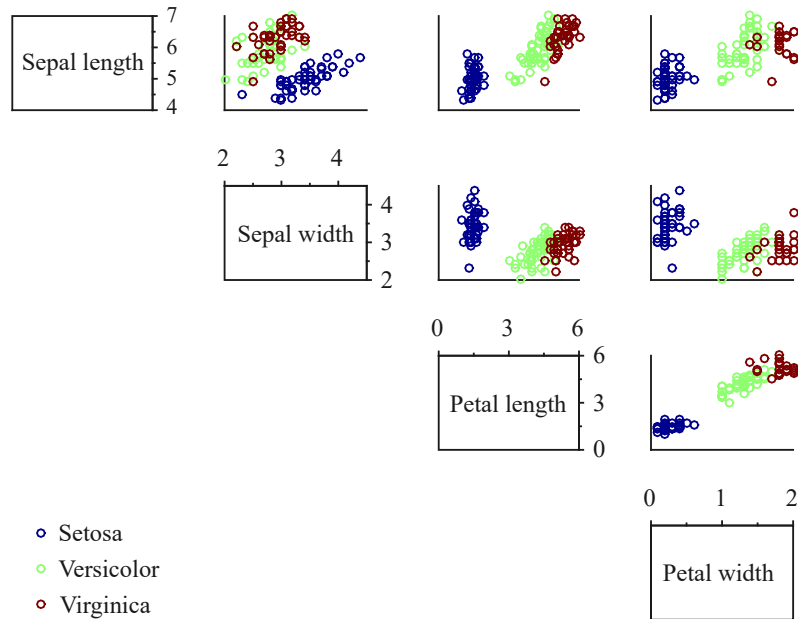 7
Sepal length
5
6
4
2
3
4
4
Sepal width
3
2
0
3
6
6
Petal length
3
0
0
1
2
Setosa
Petal width
Versicolor
Virginica